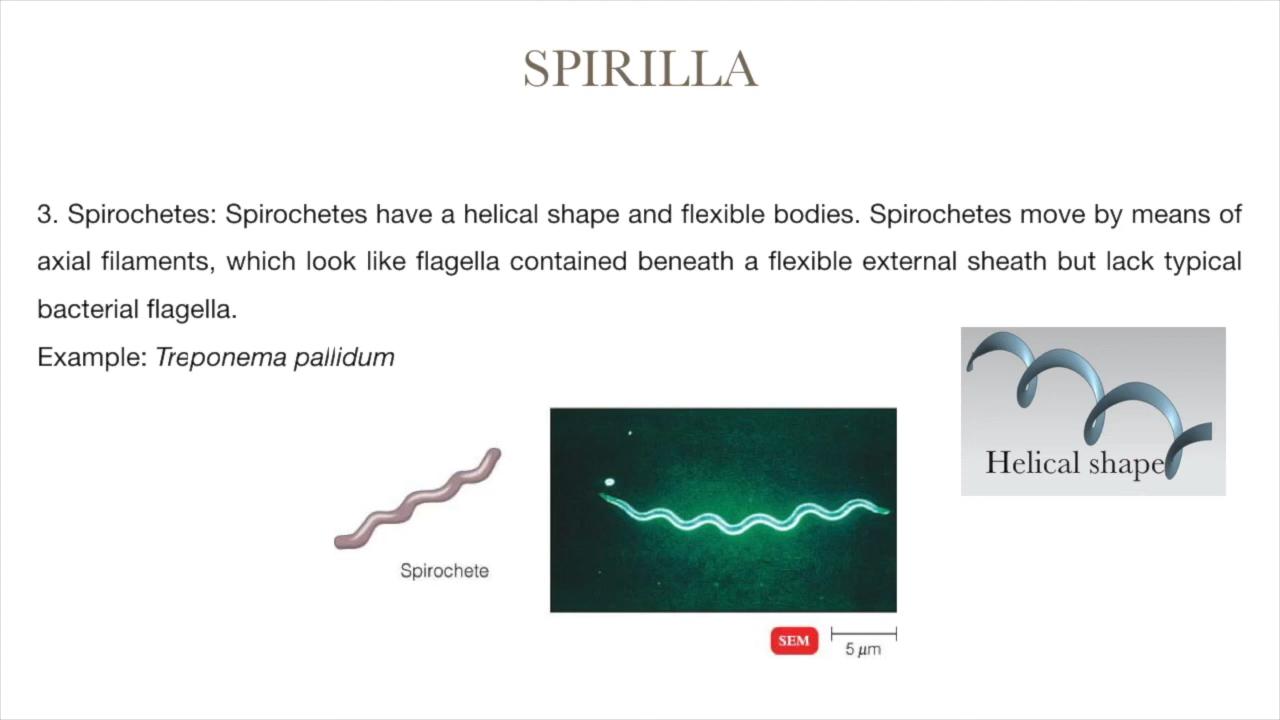 SPIRILLA
3. Spirochetes: Spirochetes have a helical shape and flexible bodies. Spirochetes move by means of
axial filaments, which look like flagella contained beneath a flexible external sheath but lack typical
bacterial flagella.
Example: Treponema pallidum
Helical shape
Spirochete
SEM
5 µm